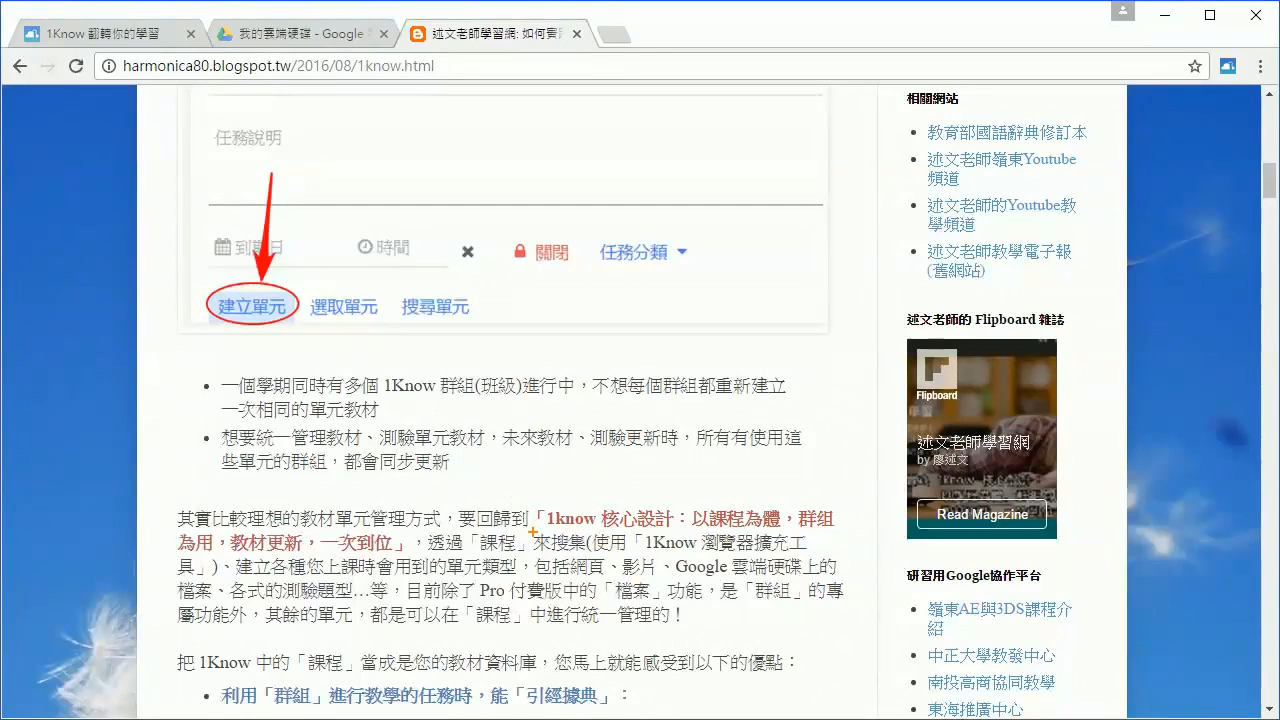 1Know 翻轉你的學習
我的雲端硬碟 - Google
述文老師學習網: 如何要
harmonica80.blogspot.tw/2016/08/1know.html
任務說明
到期日
時間
關閉
任務分類
建立單元
選取單元
搜尋單元
一個學期同時有多個 1Know 群組(班級)進行中，不想每個群組都重新建立
一次相同的單元教材
想要統一管理教材、測驗單元教材，未來教材、測驗更新時，所有有使用這
些單元的群組，都會同步更新
其實比較理想的教材單元管理方式，要回歸到「1know 核心設計：以課程為體，群組
為用，教材更新，一次到位」，透過「課程」來搜集(使用「1Know 瀏覽器擴充工
具」)、建立各種您上課時會用到的單元類型，包括網頁、影片、Google 雲端硬碟上的
檔案、各式的測驗題型…等，目前除了 Pro 付費版中的「檔案」功能，是「群組」的專
屬功能外，其餘的單元，都是可以在「課程」中進行統一管理的！
把 1Know 中的「課程」當成是您的教材資料庫，您馬上就能感受到以下的優點：
利用「群組」進行教學的任務時，能「引經據典」：
相關網站
教育部國語辭典修訂本
述文老師嶺東Youtube
頻道
述文老師的Youtube教
學頻道
述文老師教學電子報
(舊網站)
述文老師的 Flipboard 雜誌
Flipboard
述文老師學習網
by 廖述文
Read Magazine
研習用Google協作平台
嶺東AE與3DS課程介
紹
中正大學教發中心
南投高商協同教學
東海推廣中心